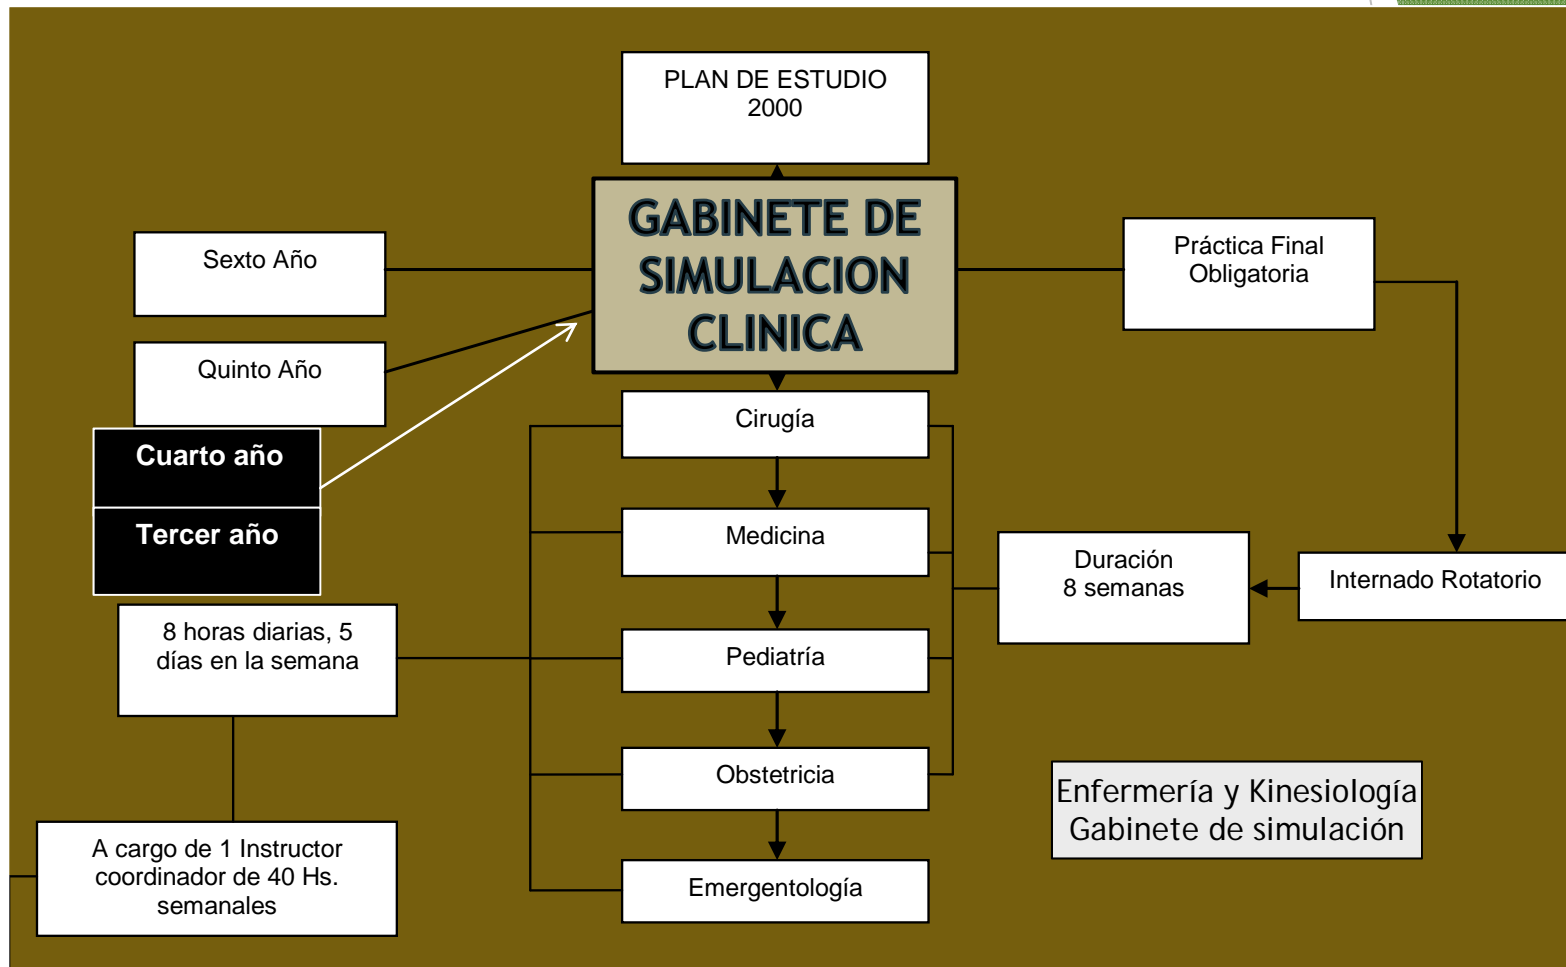 PLAN DE ESTUDIO
2000
GABINETE DE
SIMULACION
CLINICA
Sexto Año
Práctica Final
Obligatoria
Quinto Año
Cirugía
Cuarto año
Tercer año
Medicina
Duración
8 semanas
Internado Rotatorio
8 horas diarias, 5
días en la semana
Pediatría
Obstetricia
Enfermería y Kinesiología
Gabinete de simulación
A cargo de 1 Instructor
coordinador de 40 Hs.
semanales
Emergentología